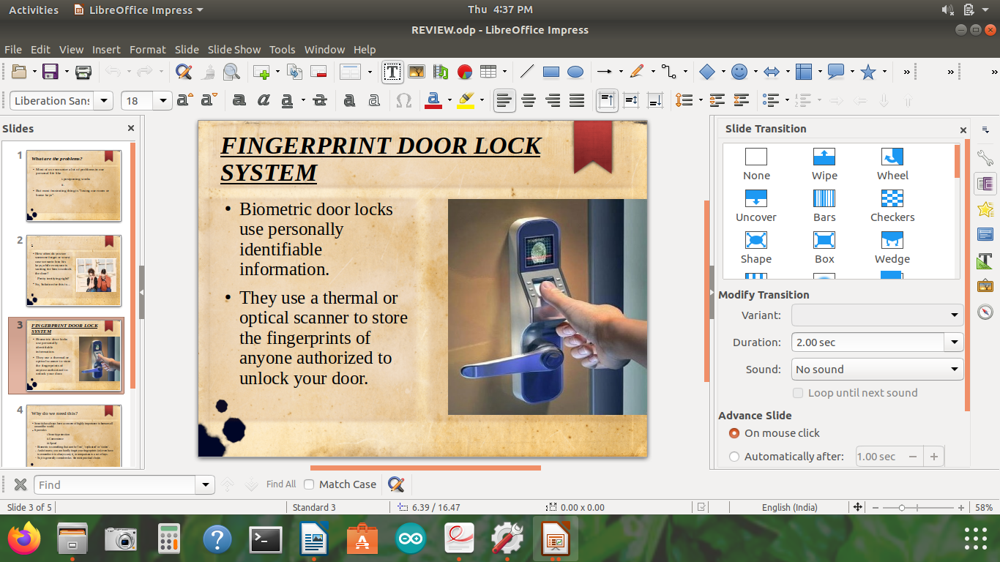 Activities LibreOffice Impress Thu 4:37 PM
REVIEW.odp - LibreOffice Impress
File Edit View Insert Format Slide Slide Show Tools Window Help
Liberation Sans 18
Slides
1
What are the problems?
2
3
FINGERPRINT DOOR LOCK
SYSTEM
Biometric door locks
use personally
identifiable
information.
They use a thermal or
optical scanner to store
the fingerprints of
anyone authorized to
unlock your door.
4
Why do we need this?
FINGERPRINT DOOR LOCK
SYSTEM
• Biometric door locks
use personally
identifiable
information.
• They use a thermal or
optical scanner to store
the fingerprints of
anyone authorized to
unlock your door.
Slide Transition
None Wipe Wheel
Uncover Bars Checkers
Shape Box Wedge
Modify Transition
Variant:
Duration: 2.00 sec
Sound: No sound
Loop until next sound
Advance Slide
On mouse click
Automatically after: 1.00 sec
Find Find All Match Case
Slide 3 of 5 Standard 3 6.39 / 16.47 0.00 x 0.00 English (India) 58%